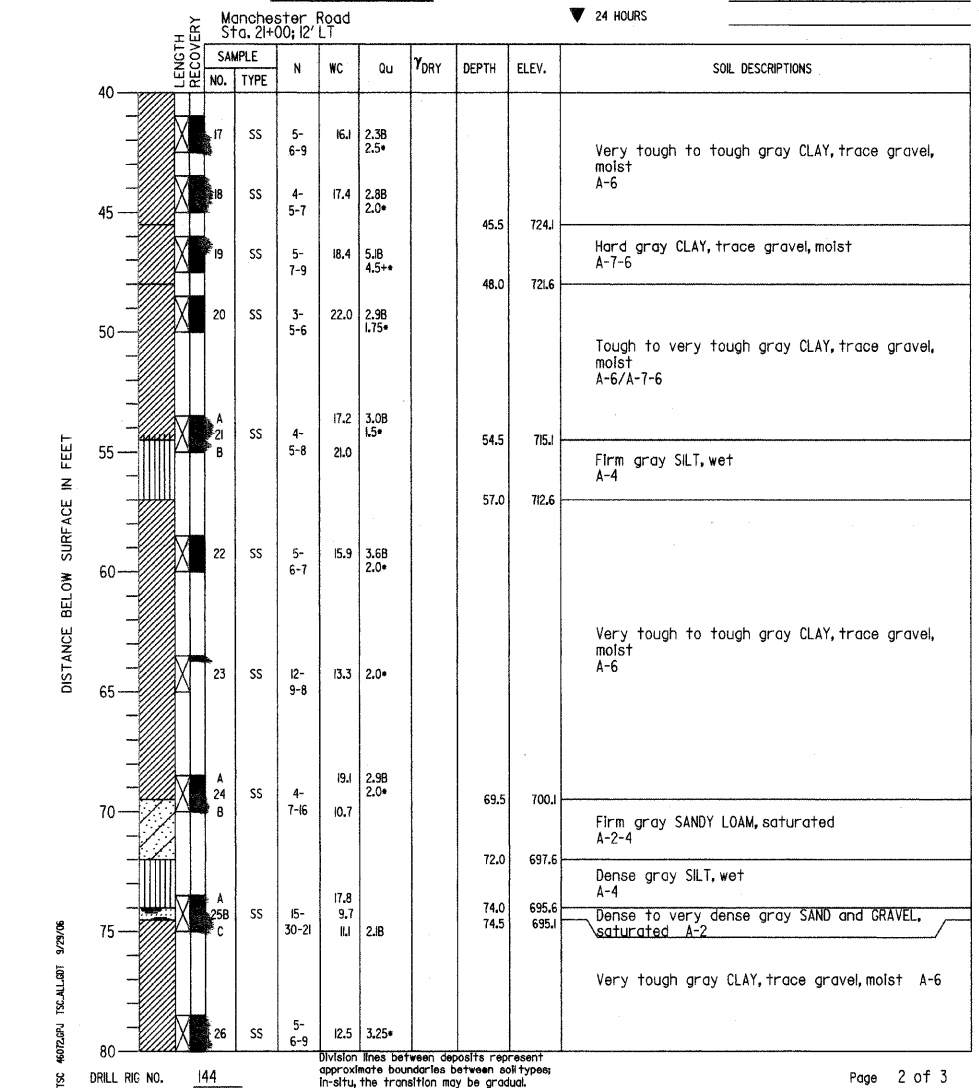 Manchester Road
Sta. 21+00; 12' LT
▼ 24 HOURS
LENGTH
RECOVERY
SAMPLE
NO. TYPE
N
WC
Qu
γDRY
DEPTH
ELEV.
SOIL DESCRIPTIONS
DISTANCE BELOW SURFACE IN FEET
40
17 SS 5- 16.1 2.3B
6-9 2.5*
Very tough to tough gray CLAY, trace gravel,
moist
A-6
18 SS 4- 17.4 2.8B
5-7 2.0*
45
45.5 724.1
19 SS 5- 18.4 5.1B
7-9 4.5+*
Hard gray CLAY, trace gravel, moist
A-7-6
48.0 721.6
20 SS 3- 22.0 2.9B
5-6 1.75*
50
Tough to very tough gray CLAY, trace gravel,
moist
A-6/A-7-6
A 17.2 3.0B
21 SS 4- 1.5*
B 5-8 21.0
54.5 715.1
55
Firm gray SILT, wet
A-4
57.0 712.6
22 SS 5- 15.9 3.6B
6-7 2.0*
60
Very tough to tough gray CLAY, trace gravel,
moist
A-6
23 SS 12- 13.3 2.0*
9-8
65
A 19.1 2.9B
24 SS 4- 2.0*
B 7-16 10.7
69.5 700.1
70
Firm gray SANDY LOAM, saturated
A-2-4
72.0 697.6
Dense gray SILT, wet
A-4
A 17.8
25B SS 15- 9.7
C 30-21 11.1 2.1B
74.0 695.6
74.5 695.1
75
Dense to very dense gray SAND and GRAVEL,
saturated A-2
Very tough gray CLAY, trace gravel, moist A-6
26 SS 5- 12.5 3.25*
6-9
80
TSC 46072.GPJ TSC_ALL.GDT 9/29/06
DRILL RIG NO. 144
Division lines between deposits represent
approximate boundaries between soil types;
in-situ, the transition may be gradual.
Page 2 of 3